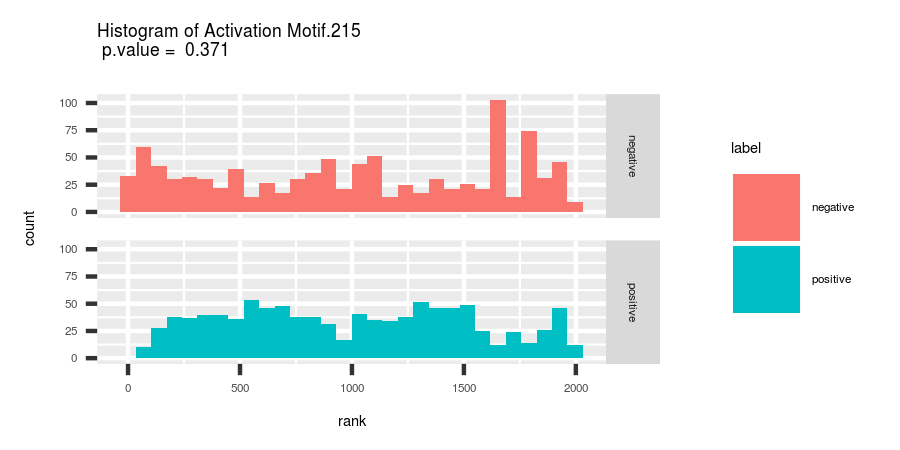 Histogram of Activation Motif.215
p.value = 0.371
100
75
50
25
0
negative
100
75
50
25
0
positive
0
500
1000
1500
2000
rank
count
label
negative
positive